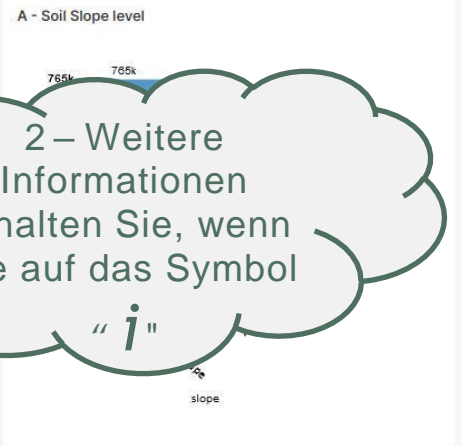 A - Soil Slope level
765k
765k
2 – Weitere
Informationen
halten Sie, wenn
e auf das Symbol
“ i "
slope